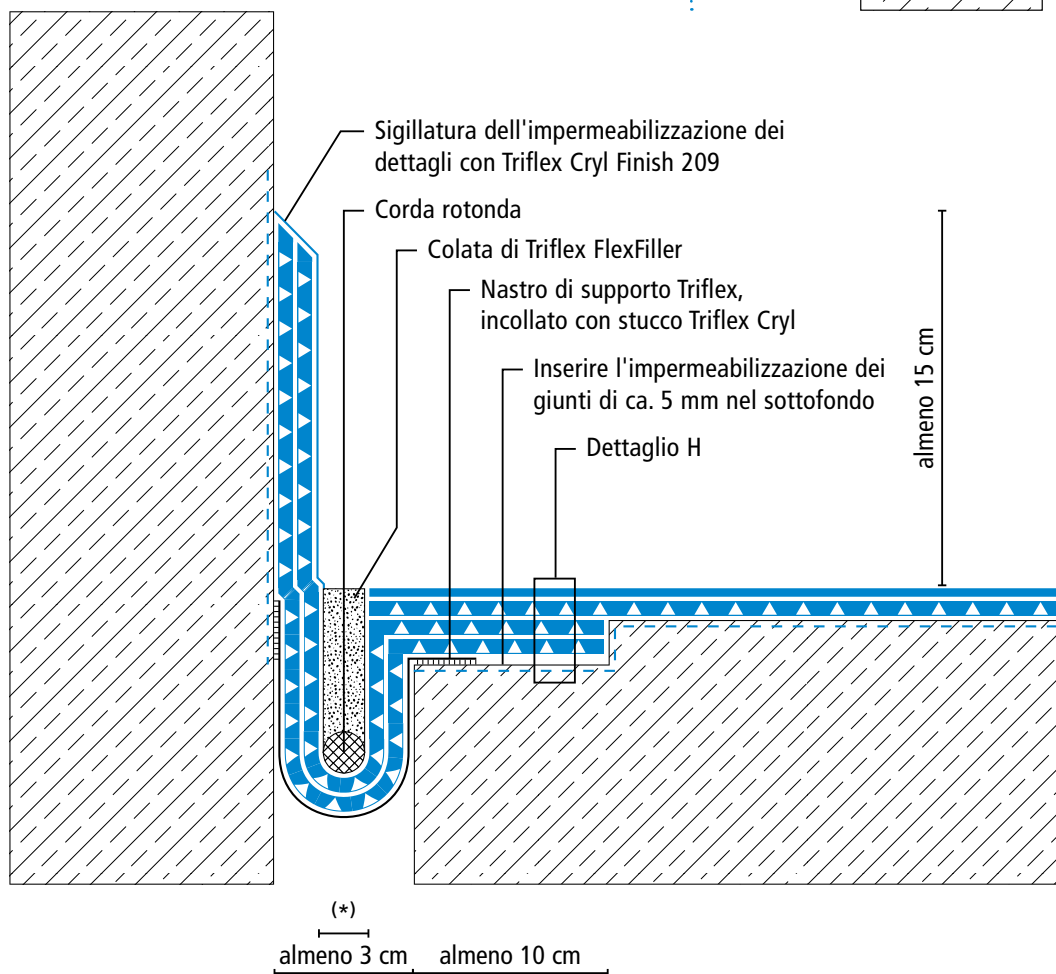 Sigillatura dell'impermeabilizzazione dei
dettagli con Triflex Cryl Finish 209
Corda rotonda
Colata di Triflex FlexFiller
Nastro di supporto Triflex,
incollato con stucco Triflex Cryl
Inserire l'impermeabilizzazione dei
giunti di ca. 5 mm nel sottofondo
Dettaglio H
almeno 15 cm
(*)
almeno 3 cm
almeno 10 cm